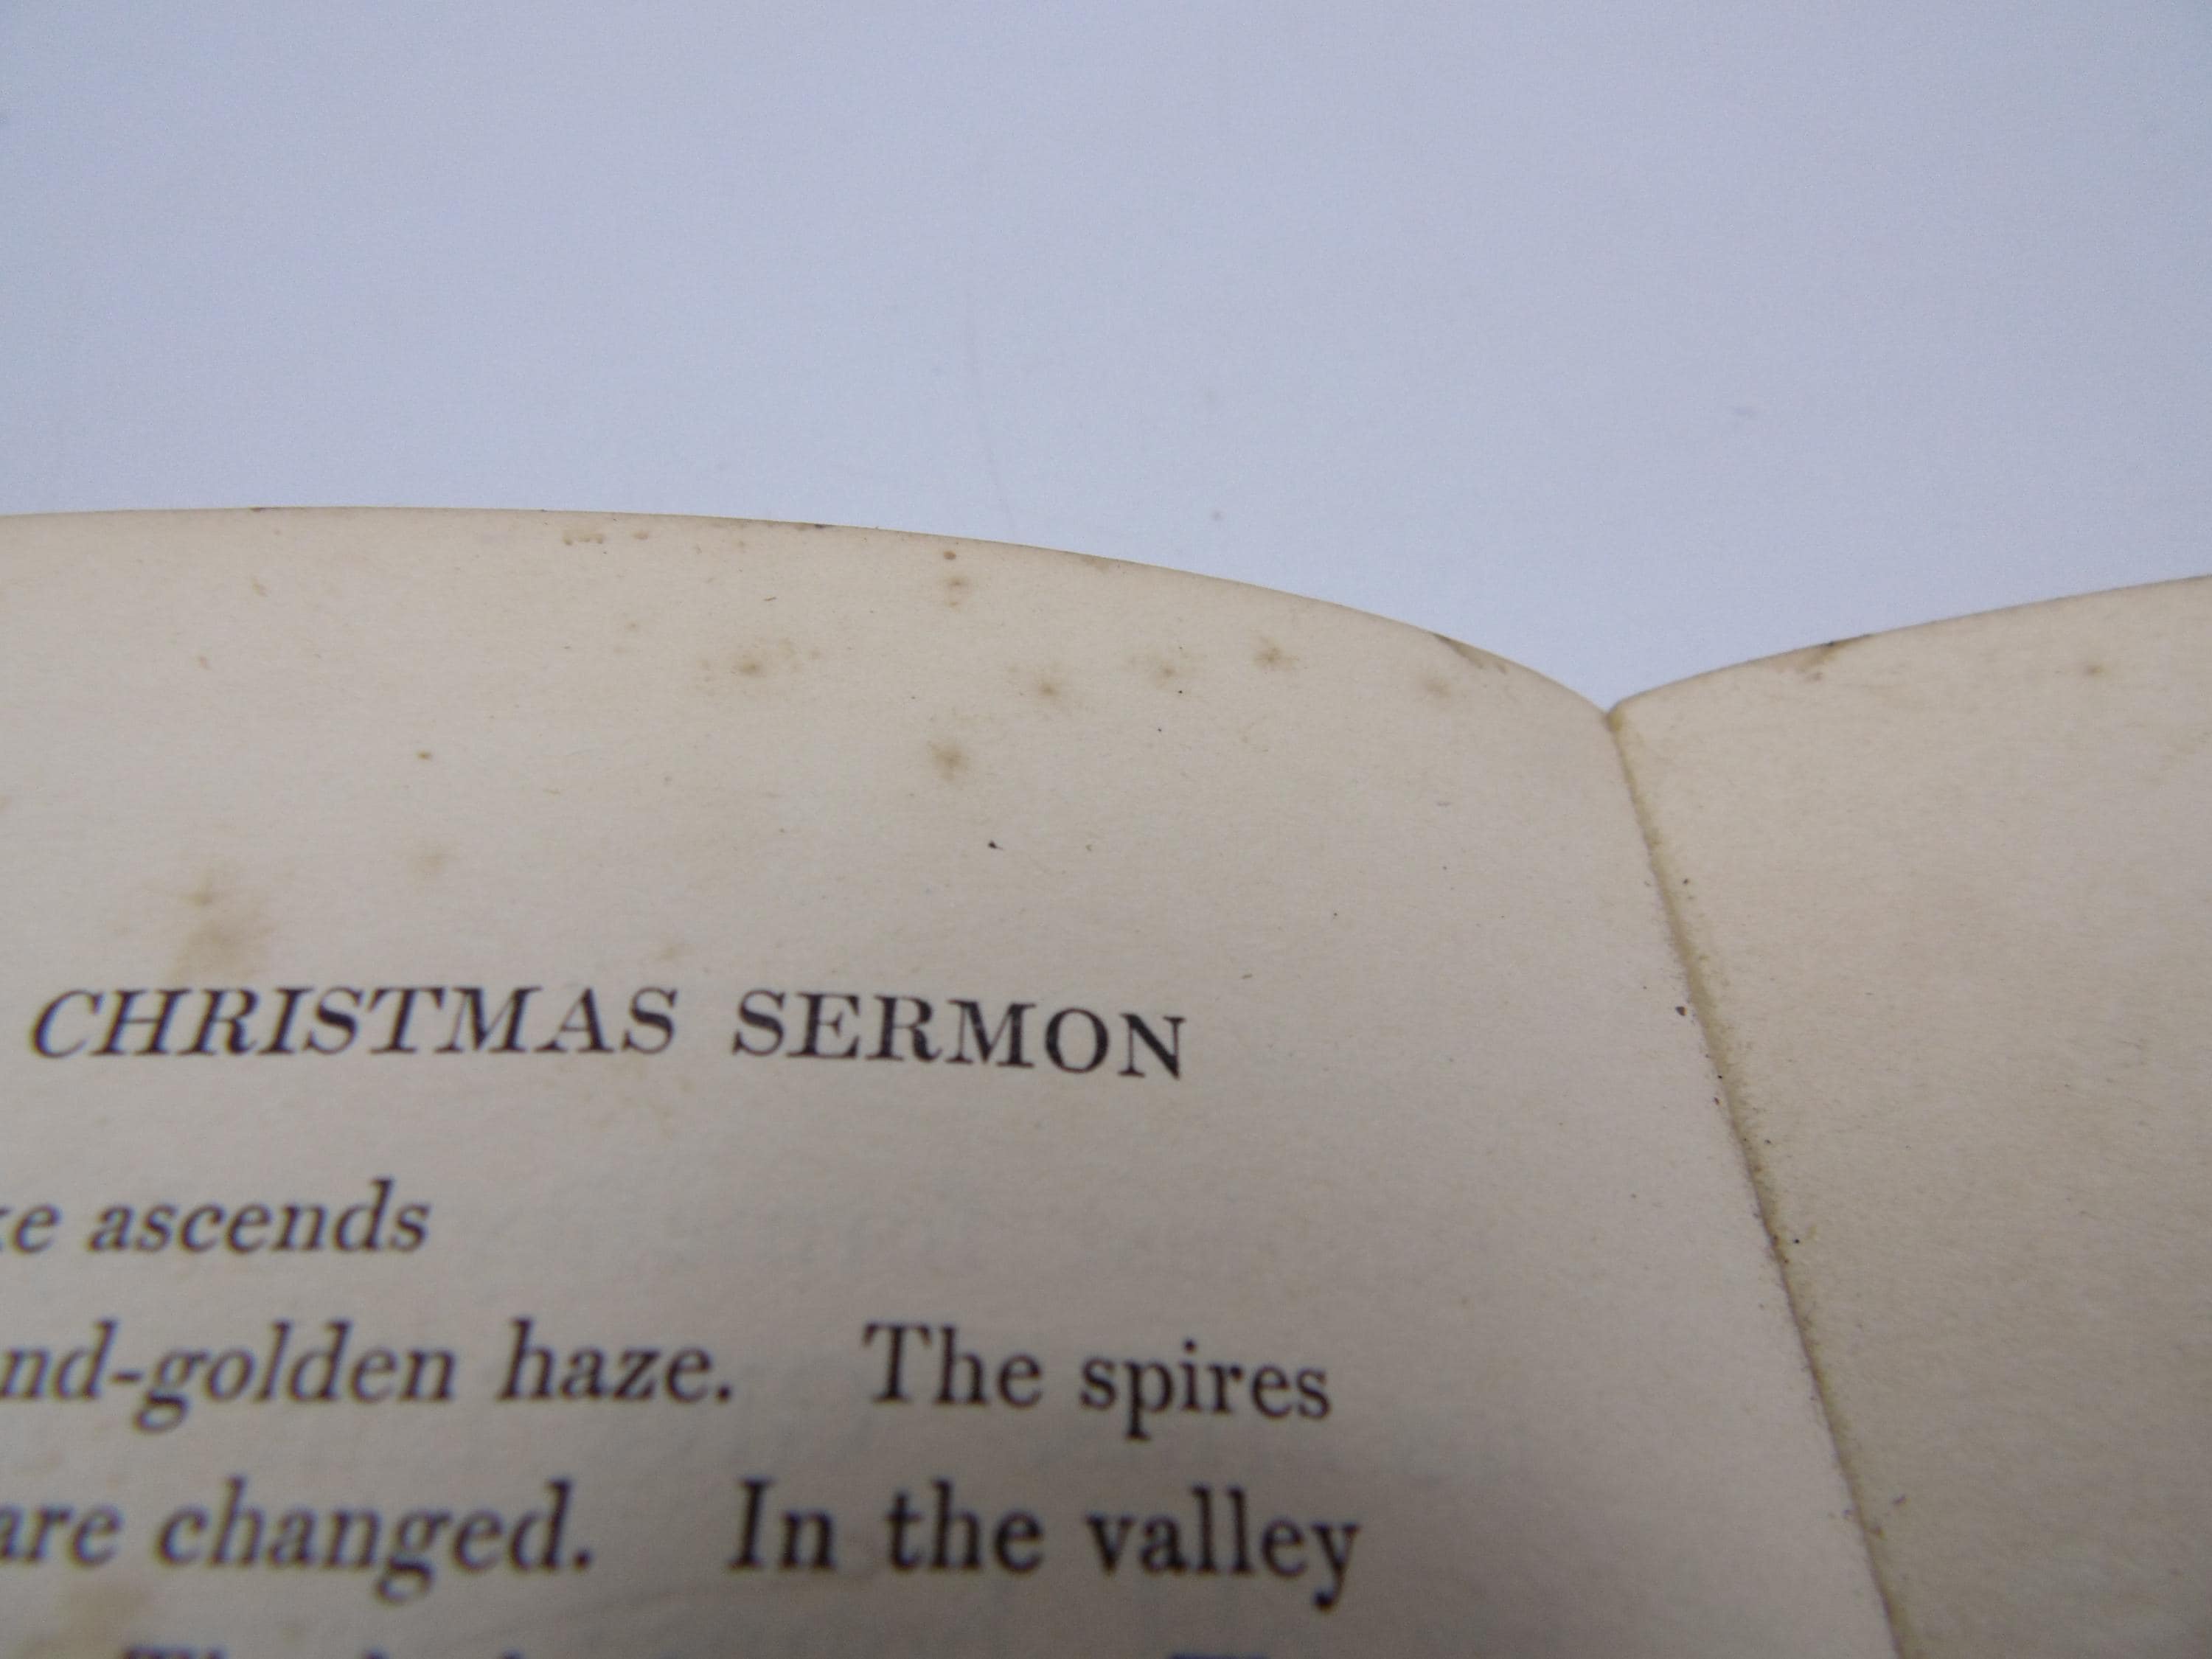 CHRISTMAS SERMON
ascends
nd-golden haze. The spires
are changed. In the valley